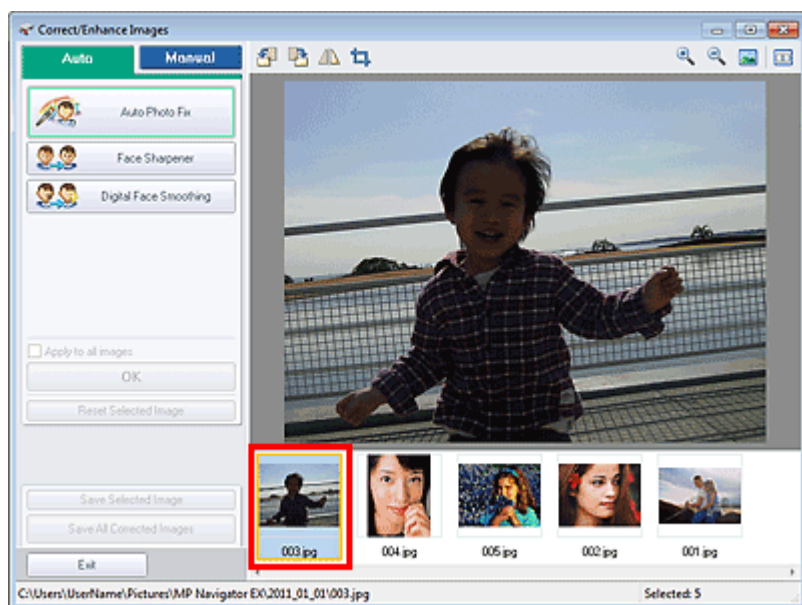 Correct/Enhance Images
Auto
Manual
Auto Photo Fix
Face Sharpener
Digital Face Smoothing
Apply to all images
OK
Reset Selected Image
Save Selected Image
Save All Corrected Images
Exit
003.jpg
004.jpg
005.jpg
002.jpg
001.jpg
C:\Users\UserName\Pictures\MP Navigator EX\2011_01_01\003.jpg
Selected: 5